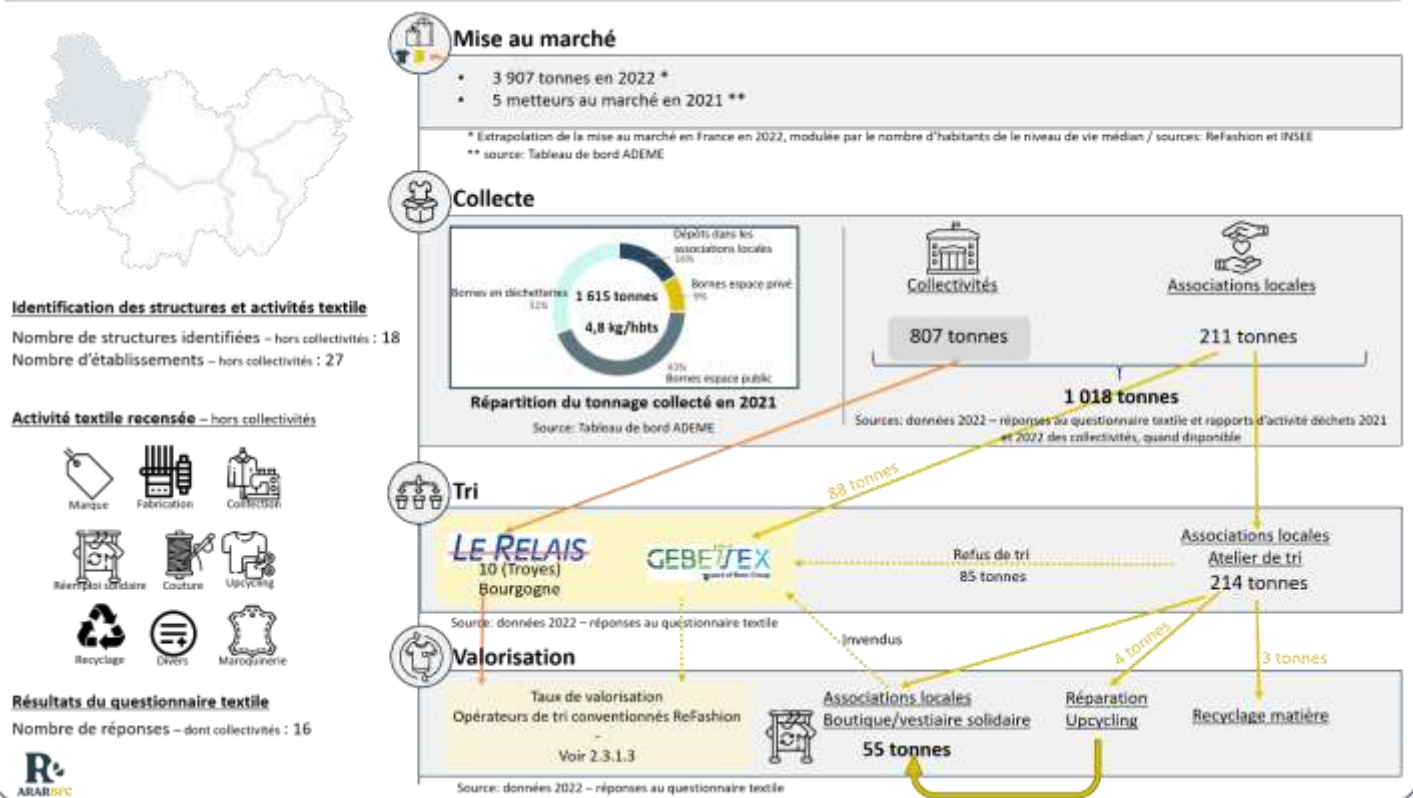 Mise au marché
• 3 907 tonnes en 2022 *
• 5 metteurs au marché en 2021 **
* Extrapolation de la mise au marché en France en 2022, modulée par le nombre d'habitants de le niveau de vie médian / sources: ReFashion et INSEE
** source: Tableau de bord ADEME
Identification des structures et activités textile
Nombre de structures identifiées – hors collectivités : 18
Nombre d'établissements – hors collectivités : 27
Activité textile recensée – hors collectivités
Marque
Fabrication
Confection
Réemploi solidaire
Couture
Upcycling
Recyclage
Divers
Maroquinerie
Résultats du questionnaire textile
Nombre de réponses – dont collectivités : 16
R
ARARBFC
Collecte
Dépôts dans les
associations locales
16%
Bornes espace privé
9%
Bornes en déchetteries
1 615 tonnes
4,8 kg/hbts
43%
Bornes espace public
Répartition du tonnage collecté en 2021
Source: Tableau de bord ADEME
Collectivités
807 tonnes
Associations locales
211 tonnes
1 018 tonnes
Sources: données 2022 – réponses au questionnaire textile et rapports d'activité déchets 2021
et 2022 des collectivités, quand disponible
88 tonnes
Tri
LE RELAIS
10 (Troyes)
Bourgogne
GEBETEX
Refus de tri
85 tonnes
Associations locales
Atelier de tri
214 tonnes
Source: données 2022 – réponses au questionnaire textile
Invendus
4 tonnes
3 tonnes
Valorisation
Taux de valorisation
Opérateurs de tri conventionnés ReFashion
-
Voir 2.3.1.3
Associations locales
Boutique/vestiaire solidaire
55 tonnes
Réparation
Upcycling
Recyclage matière
Source: données 2022 – réponses au questionnaire textile